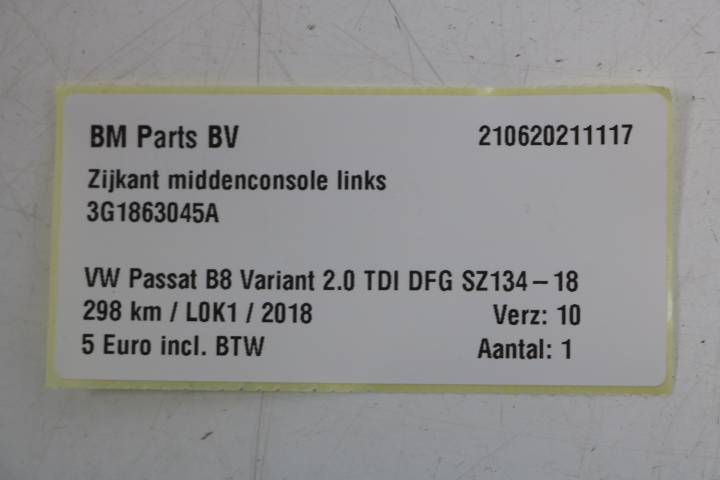 BM Parts BV 210620211117
Zijkant middenconsole links
3G1863045A
VW Passat B8 Variant 2.0 TDI DFG SZ134-18
298 km / L0K1 / 2018 Verz: 10
5 Euro incl. BTW Aantal: 1